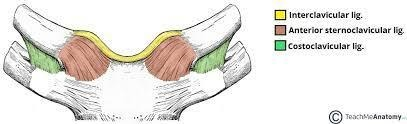 Interclavicular lig.
Anterior sternoclavicular lig.
Costoclavicular lig.
© TeachMeAnatomy